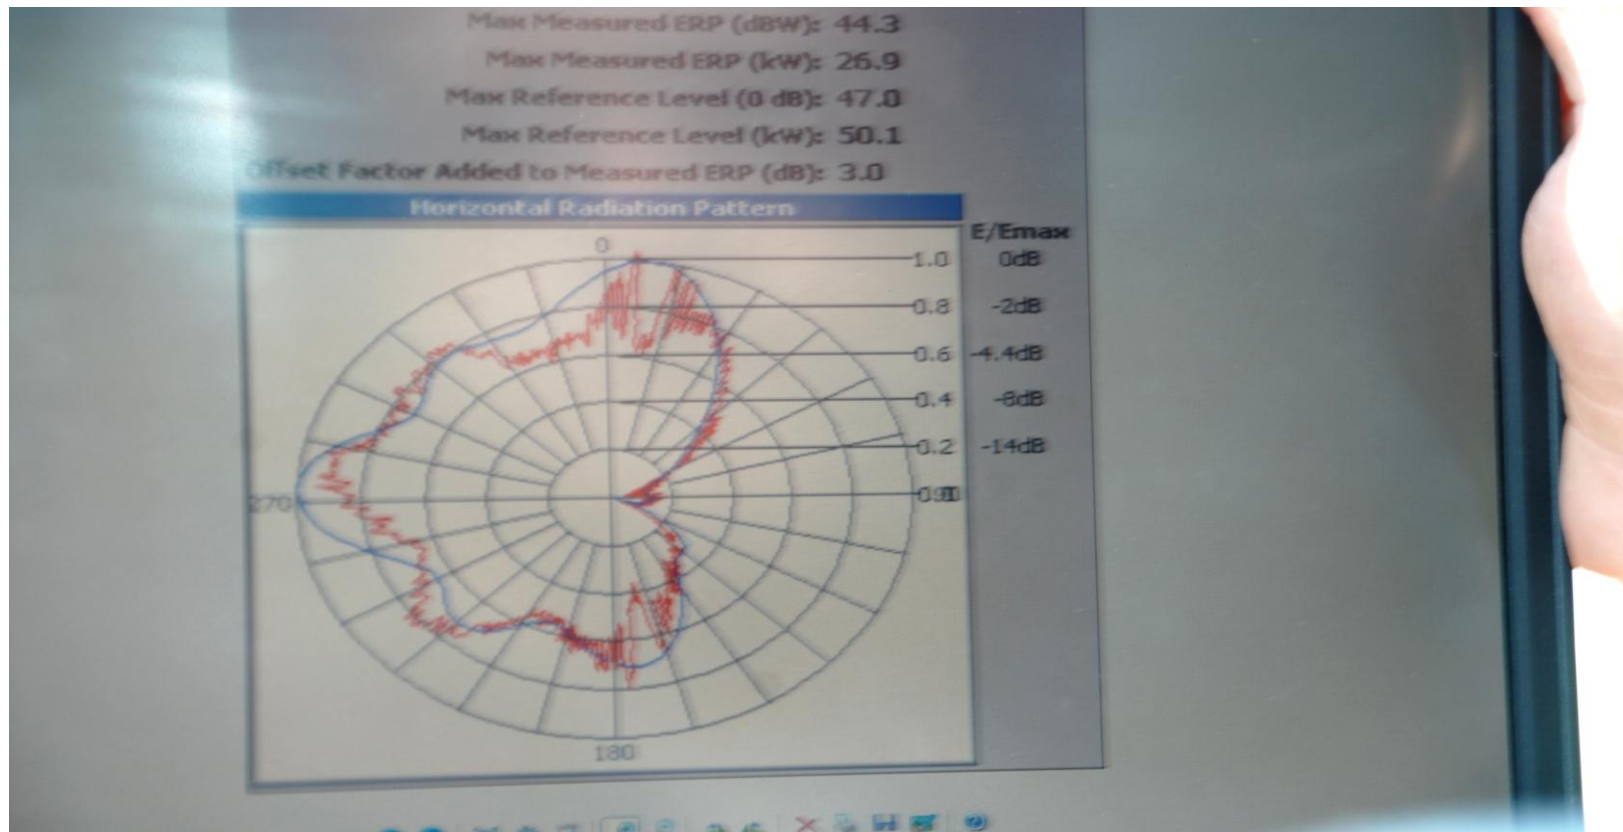 Max Measured ERP (dBW): 44.3
Max Measured ERP (kW): 26.9
Max Reference Level (0 dB): 47.0
Max Reference Level (kW): 50.1
Offset Factor Added to Measured ERP (dB): 3.0
Horizontal Radiation Pattern
E/Emax
0
1.0 0dB
0.8 -2dB
0.6 -4.4dB
0.4 -8dB
0.2 -14dB
270
180